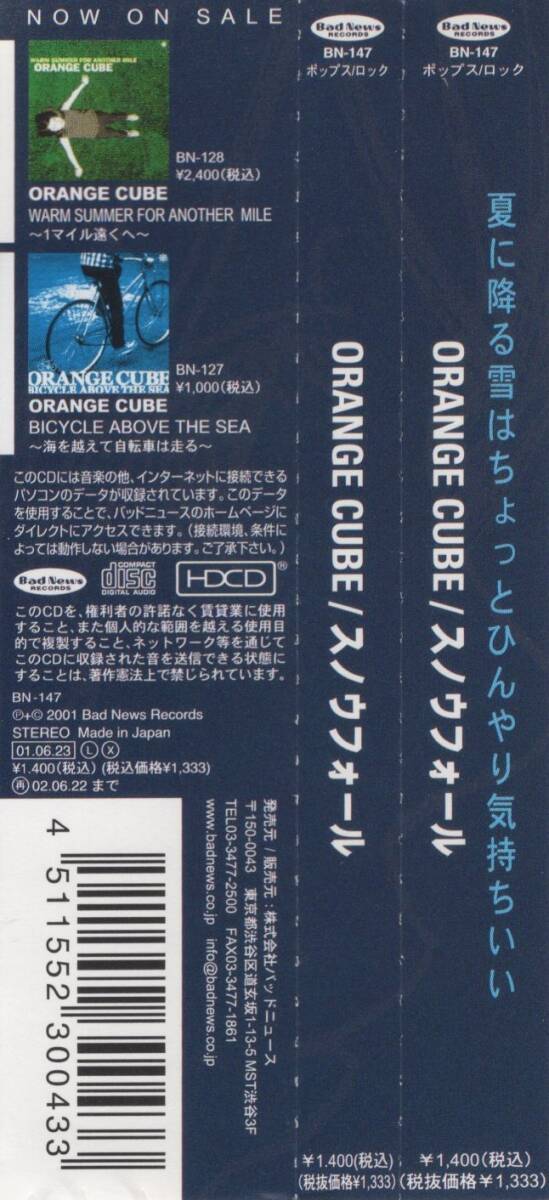 NOW ON SALE
WARM SUMMER FOR ANOTHER MILE
ORANGE CUBE
BN-128
¥2,400(税込)
ORANGE CUBE
WARM SUMMER FOR ANOTHER MILE
〜1マイル遠くへ〜
ORANGE CUBE
BICYCLE ABOVE THE SEA
BN-127
¥1,000(税込)
ORANGE CUBE
BICYCLE ABOVE THE SEA
〜海を越えて自転車は走る〜
このCDには音楽の他、インターネットに接続できる
パソコンのデータが収録されています。このデータ
を使用することで、バッドニュースのホームページに
ダイレクトにアクセスできます。(接続環境、条件に
よっては動作しない場合があります。ご了承下さい。)
Bad News
RECORDS
COMPACT
disc
DIGITAL AUDIO
HDCD®
このCDを、権利者の許諾なく賃貸業に使用
すること、また個人的な範囲を越える使用目
的で複製すること、ネットワーク等を通じて
このCDに収録された音を送信できる状態に
することは、著作憲法上で禁じられています。
BN-147
Ⓟ+© 2001 Bad News Records
STEREO Made in Japan
01.06.23 Ⓛ Ⓧ
¥1.400(税込) (税込価格¥1,333)
㊞再 02.06.22 まで
4 511552 300433
発売元 / 販売元 : 株式会社バッドニュース
〒150-0043 東京都渋谷区道玄坂1-13-5 MST渋谷3F
TEL03-3477-2500 FAX03-3477-1861
www.badnews.co.jp info@badnews.co.jp
Bad News
RECORDS
BN-147
ポップス/ロック
ORANGE CUBE / スノウフォール
¥1.400(税込)
(税抜価格¥1,333)
Bad News
RECORDS
BN-147
ポップス/ロック
夏に降る雪はちょっとひんやり気持ちいい
ORANGE CUBE / スノウフォール
¥1,400(税込)
(税抜価格¥1,333)